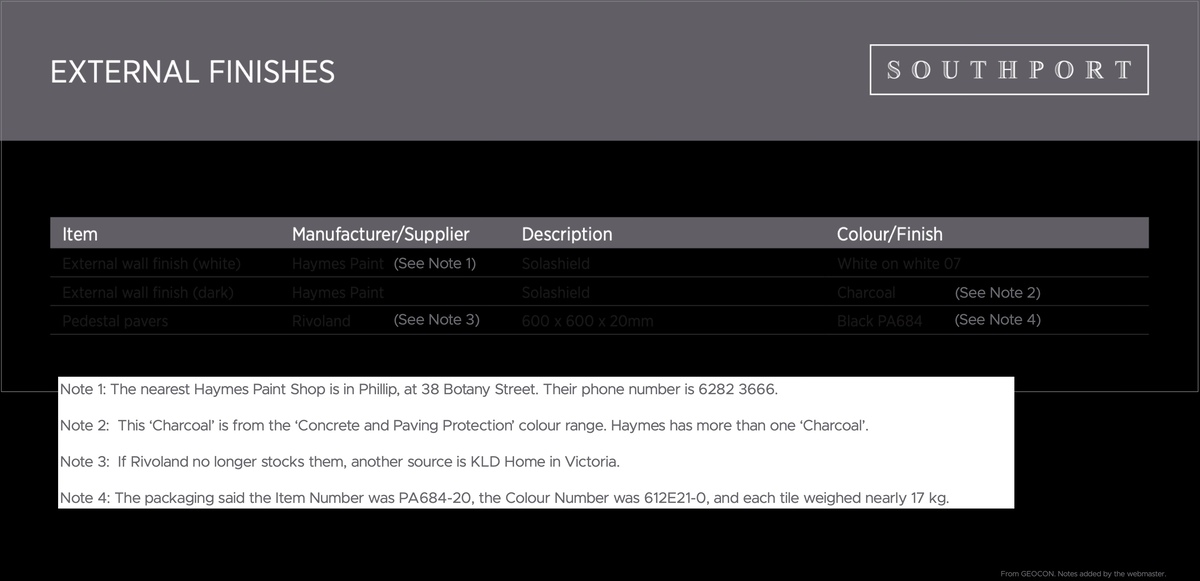 EXTERNAL FINISHES
SOUTHPORT
Item Manufacturer/Supplier Description Colour/Finish
External wall finish (white) Haymes Paint (See Note 1) Solashield White on white 07
External wall finish (dark) Haymes Paint Solashield Charcoal (See Note 2)
Pedestal pavers Rivoland (See Note 3) 600 x 600 x 20mm Black PA684 (See Note 4)
Note 1: The nearest Haymes Paint Shop is in Phillip, at 38 Botany Street. Their phone number is 6282 3666.
Note 2: This ‘Charcoal’ is from the ‘Concrete and Paving Protection’ colour range. Haymes has more than one ‘Charcoal’.
Note 3: If Rivoland no longer stocks them, another source is KLD Home in Victoria.
Note 4: The packaging said the Item Number was PA684-20, the Colour Number was 612E21-0, and each tile weighed nearly 17 kg.
From GEOCON. Notes added by the webmaster.